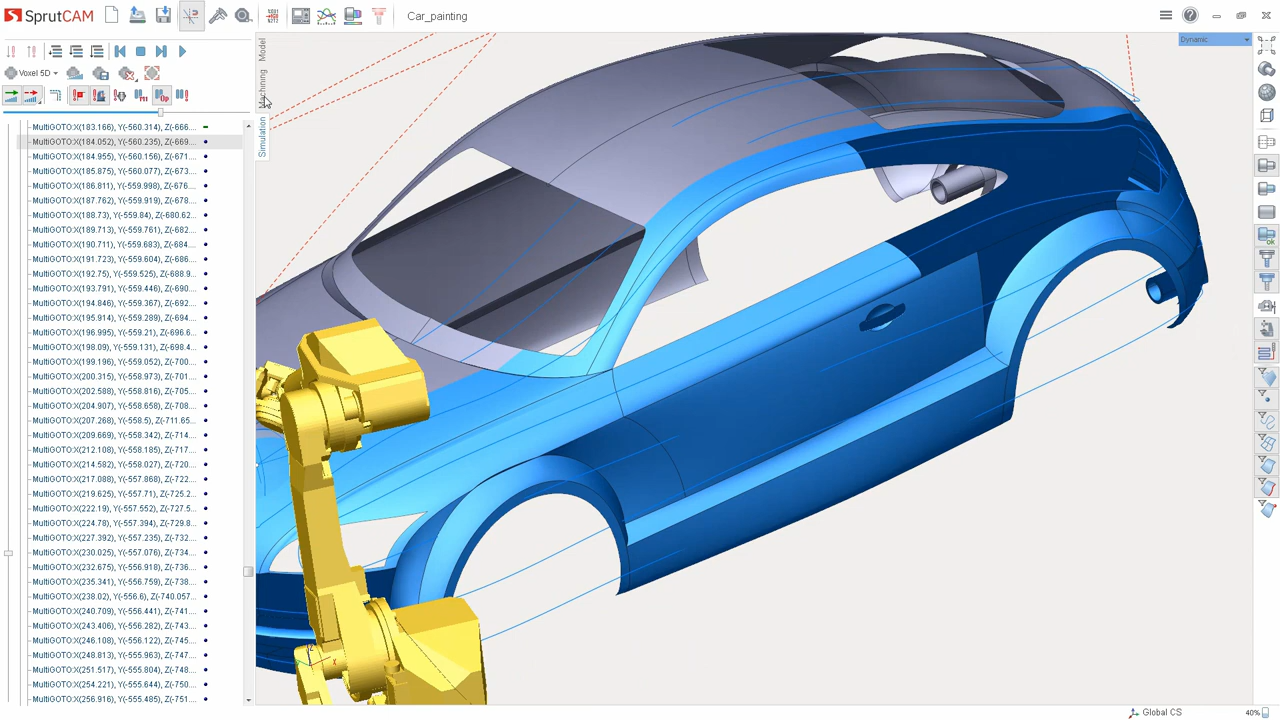 SprutCAM
Car_painting
Voxel 5D
Model
Machining
Simulation
Dynamic
MultiGOTO:X(183.166), Y(-560.314), Z(-666....
MultiGOTO:X(184.052), Y(-560.235), Z(-669....
MultiGOTO:X(184.955), Y(-560.156), Z(-671....
MultiGOTO:X(185.875), Y(-560.077), Z(-673....
MultiGOTO:X(186.811), Y(-559.998), Z(-676....
MultiGOTO:X(187.762), Y(-559.919), Z(-678....
MultiGOTO:X(188.73), Y(-559.84), Z(-680.62...
MultiGOTO:X(189.713), Y(-559.761), Z(-682....
MultiGOTO:X(190.711), Y(-559.683), Z(-684....
MultiGOTO:X(191.723), Y(-559.604), Z(-686....
MultiGOTO:X(192.75), Y(-559.525), Z(-688.9...
MultiGOTO:X(193.791), Y(-559.446), Z(-690....
MultiGOTO:X(194.846), Y(-559.367), Z(-692....
MultiGOTO:X(195.914), Y(-559.289), Z(-694....
MultiGOTO:X(196.995), Y(-559.21), Z(-696.6...
MultiGOTO:X(198.09), Y(-559.131), Z(-698.4...
MultiGOTO:X(199.196), Y(-559.052), Z(-700....
MultiGOTO:X(200.315), Y(-558.973), Z(-701....
MultiGOTO:X(202.588), Y(-558.816), Z(-705....
MultiGOTO:X(204.907), Y(-558.658), Z(-708....
MultiGOTO:X(207.268), Y(-558.5), Z(-711.65...
MultiGOTO:X(209.669), Y(-558.342), Z(-714....
MultiGOTO:X(212.108), Y(-558.185), Z(-717....
MultiGOTO:X(214.582), Y(-558.027), Z(-720....
MultiGOTO:X(217.088), Y(-557.868), Z(-722....
MultiGOTO:X(219.625), Y(-557.71), Z(-725.2...
MultiGOTO:X(222.19), Y(-557.552), Z(-727.5...
MultiGOTO:X(224.78), Y(-557.394), Z(-729.8...
MultiGOTO:X(227.392), Y(-557.235), Z(-732....
MultiGOTO:X(230.025), Y(-557.076), Z(-734....
MultiGOTO:X(232.675), Y(-556.918), Z(-736....
MultiGOTO:X(235.341), Y(-556.759), Z(-738....
MultiGOTO:X(238.02), Y(-556.6), Z(-740.057...
MultiGOTO:X(240.709), Y(-556.441), Z(-741....
MultiGOTO:X(243.406), Y(-556.282), Z(-743....
MultiGOTO:X(246.108), Y(-556.122), Z(-745....
MultiGOTO:X(248.813), Y(-555.963), Z(-747....
MultiGOTO:X(251.517), Y(-555.804), Z(-748....
MultiGOTO:X(254.221), Y(-555.644), Z(-750....
MultiGOTO:X(256.916), Y(-555.485), Z(-751....
Global CS
40%